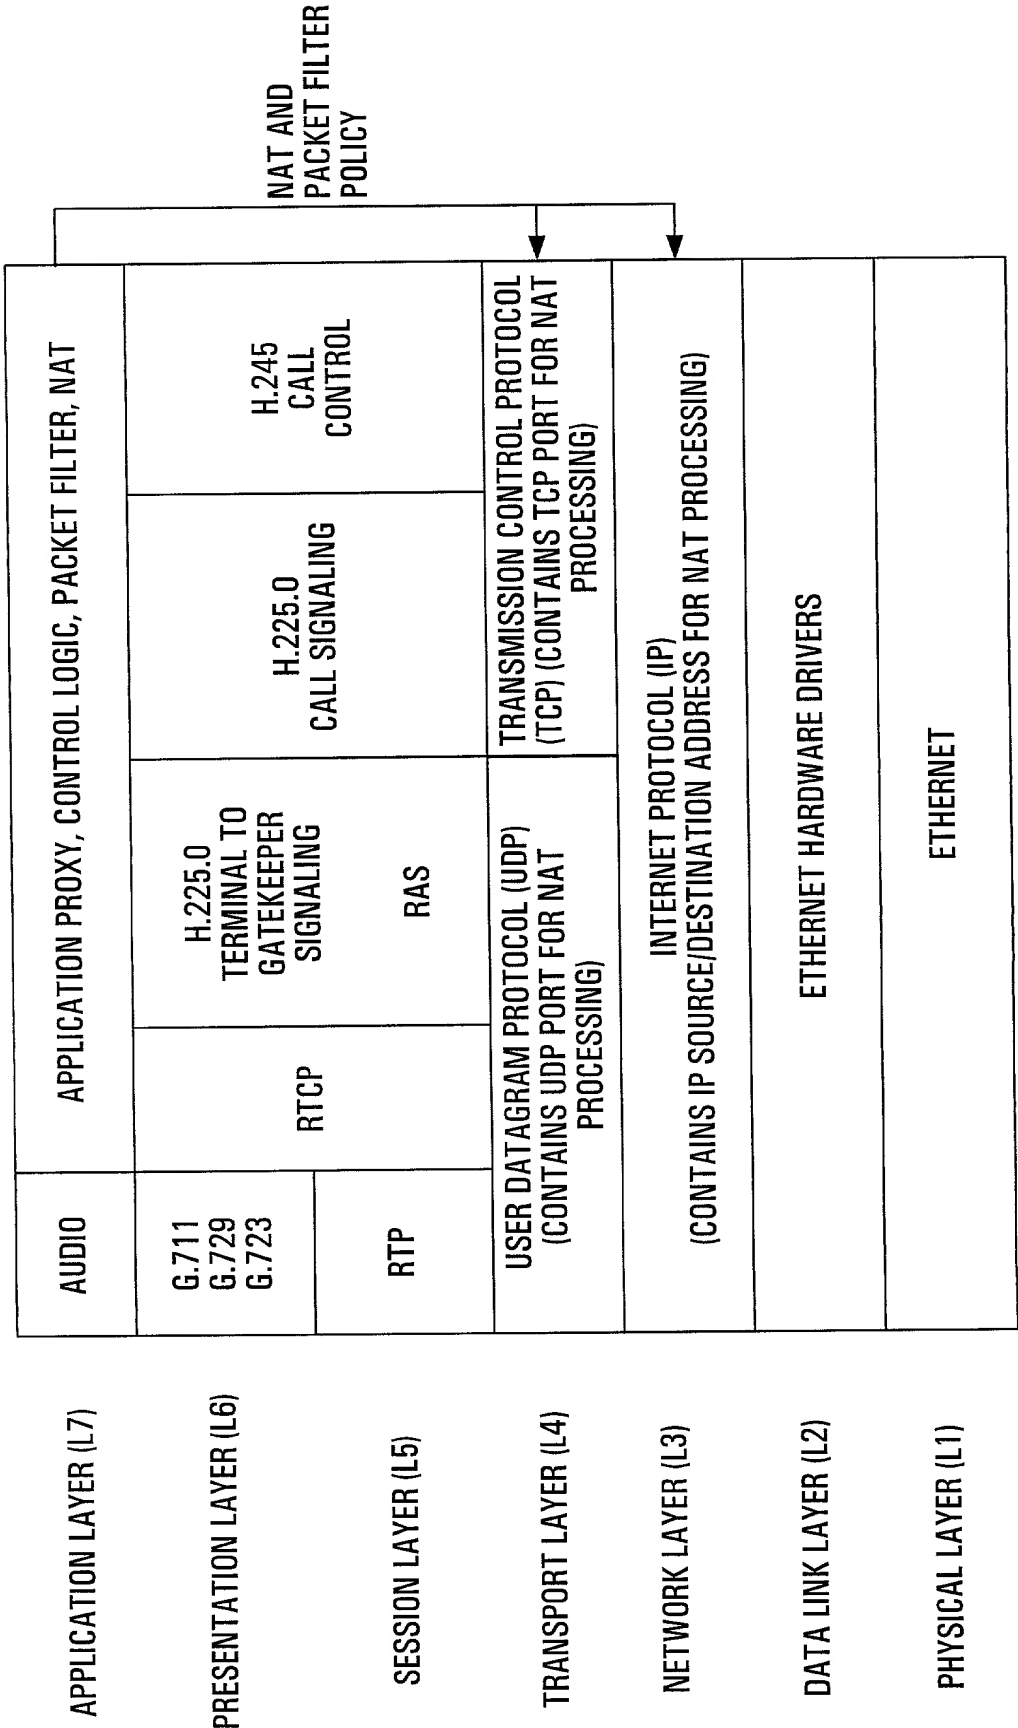 APPLICATION LAYER (L7)
AUDIO
APPLICATION PROXY, CONTROL LOGIC, PACKET FILTER, NAT
NAT AND
PACKET FILTER
POLICY
PRESENTATION LAYER (L6)
G.711
G.729
G.723
RTCP
H.225.0
TERMINAL TO
GATEKEEPER
SIGNALING
RAS
H.225.0
CALL SIGNALING
H.245
CALL
CONTROL
SESSION LAYER (L5)
RTP
TRANSPORT LAYER (L4)
USER DATAGRAM PROTOCOL (UDP)
(CONTAINS UDP PORT FOR NAT
PROCESSING)
TRANSMISSION CONTROL PROTOCOL
(TCP) (CONTAINS TCP PORT FOR NAT
PROCESSING)
NETWORK LAYER (L3)
INTERNET PROTOCOL (IP)
(CONTAINS IP SOURCE/DESTINATION ADDRESS FOR NAT PROCESSING)
DATA LINK LAYER (L2)
ETHERNET HARDWARE DRIVERS
PHYSICAL LAYER (L1)
ETHERNET